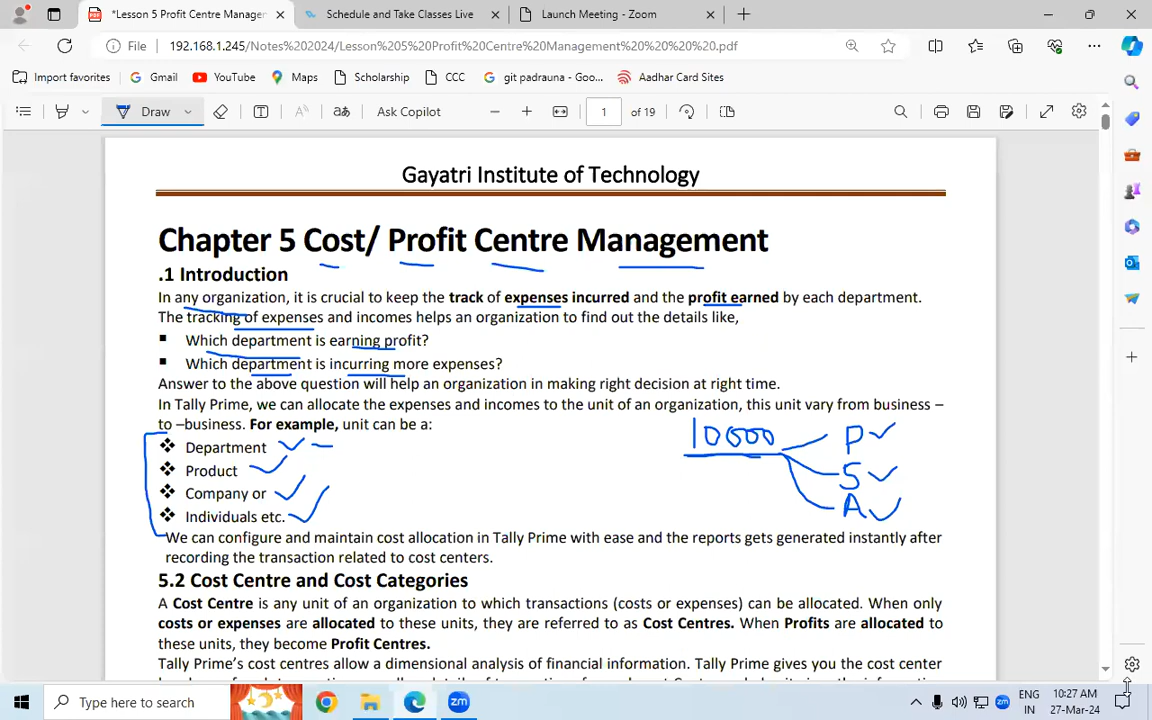 *Lesson 5 Profit Centre Manager
Schedule and Take Classes Live
Launch Meeting - Zoom
File
192.168.1.245/Notes%202024/Lesson%205%20Profit%20Centre%20Management%20%20%20%20.pdf
Import favorites
Gmail
YouTube
Maps
Scholarship
CCC
git padrauna - Goo...
Aadhar Card Sites
Draw
Ask Copilot
1 of 19
Gayatri Institute of Technology
Chapter 5 Cost/ Profit Centre Management
.1 Introduction
In any organization, it is crucial to keep the track of expenses incurred and the profit earned by each department.
The tracking of expenses and incomes helps an organization to find out the details like,
▪ Which department is earning profit?
▪ Which department is incurring more expenses?
Answer to the above question will help an organization in making right decision at right time.
In Tally Prime, we can allocate the expenses and incomes to the unit of an organization, this unit vary from business –
to –business. For example, unit can be a:
10000
P
❖ Department
❖ Product
S
❖ Company or
A
❖ Individuals etc.
We can configure and maintain cost allocation in Tally Prime with ease and the reports gets generated instantly after
recording the transaction related to cost centers.
5.2 Cost Centre and Cost Categories
A Cost Centre is any unit of an organization to which transactions (costs or expenses) can be allocated. When only
costs or expenses are allocated to these units, they are referred to as Cost Centres. When Profits are allocated to
these units, they become Profit Centres.
Tally Prime's cost centres allow a dimensional analysis of financial information. Tally Prime gives you the cost center
Type here to search
zm
zm
ENG
IN
10:27 AM
27-Mar-24